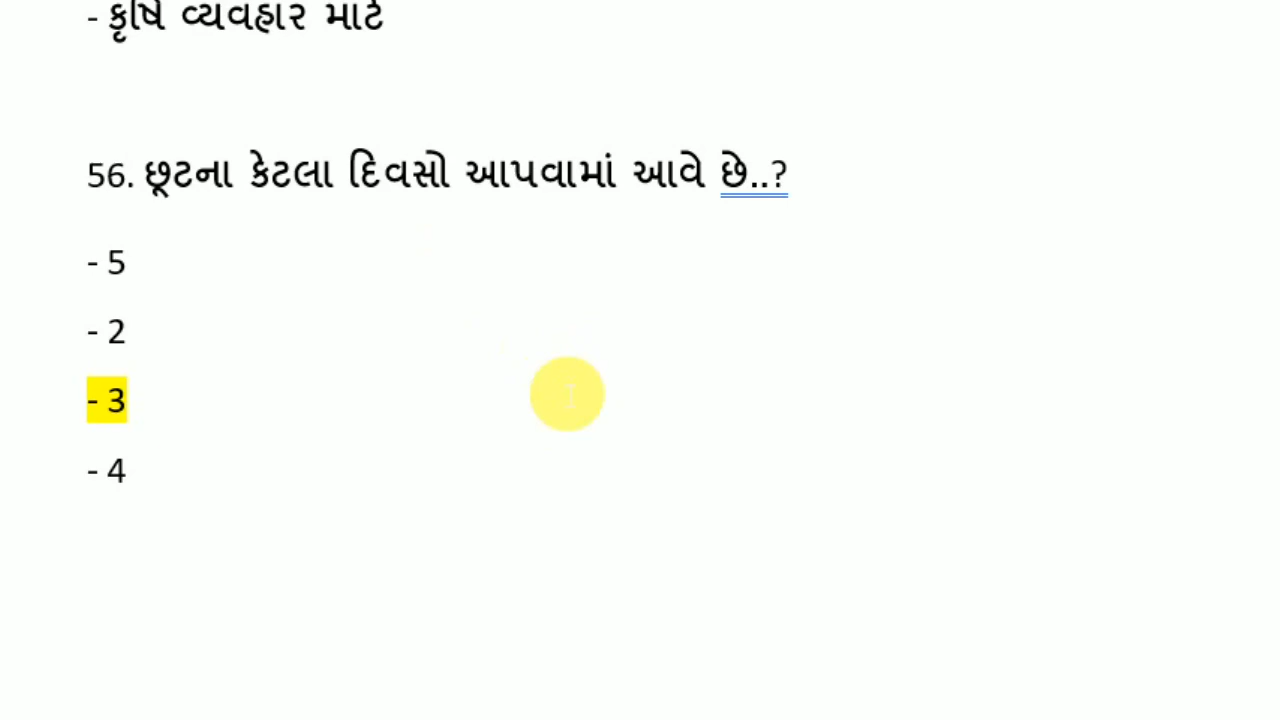 - કૃષિ વ્યવહાર માટે
56. છૂટના કેટલા દિવસો આપવામાં આવે છે..?
- 5
- 2
- 3
- 4